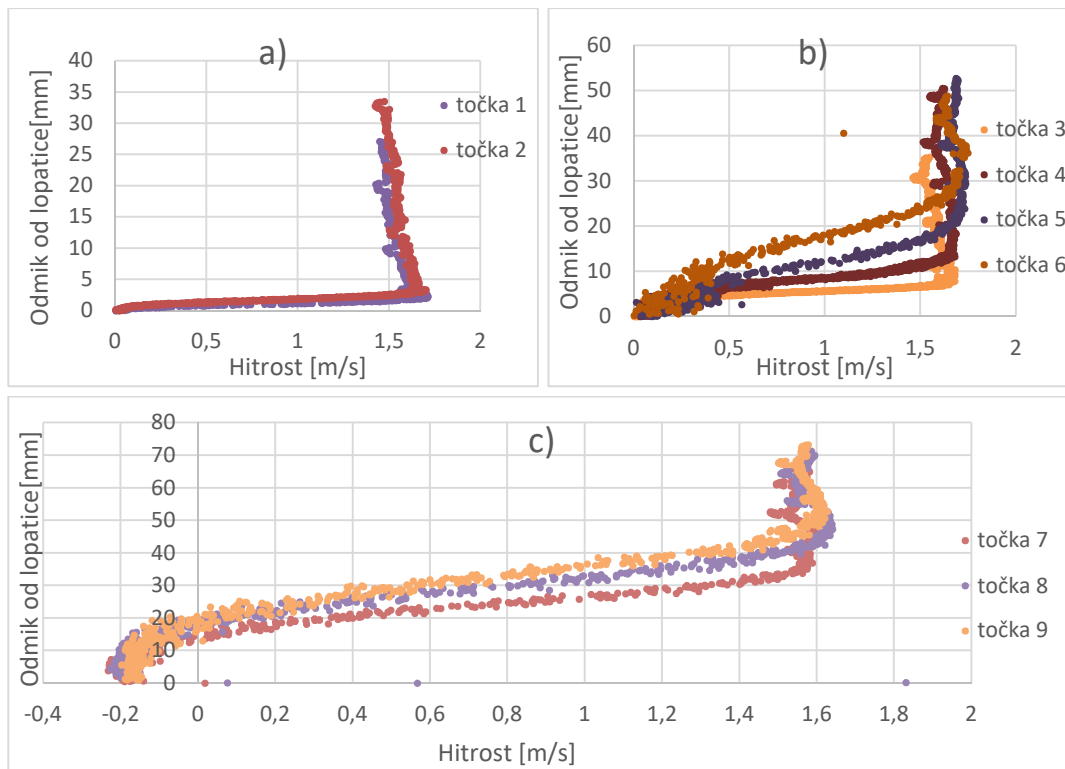 a)
Odmik od lopatice[mm]
40
35
30
25
20
15
10
5
0
0
0,5
1
1,5
2
Hitrost [m/s]
točka 1
točka 2
b)
Odmik od lopatice[mm]
60
50
40
30
20
10
0
0
0,5
1
1,5
2
Hitrost [m/s]
točka 3
točka 4
točka 5
točka 6
c)
Odmik od lopatice[mm]
80
70
60
50
40
30
20
10
0
-0,4
-0,2
0
0,2
0,4
0,6
0,8
1
1,2
1,4
1,6
1,8
2
Hitrost [m/s]
točka 7
točka 8
točka 9